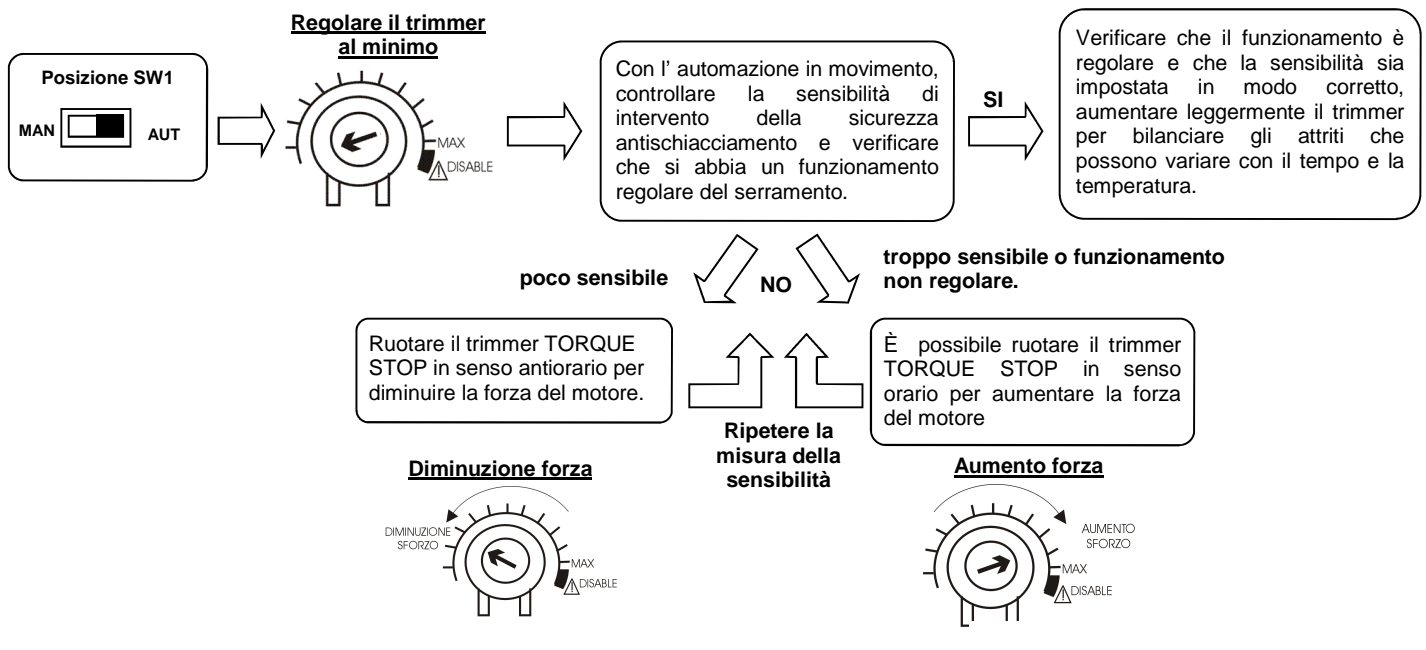 Regolare il trimmer
al minimo
Posizione SW1
MAN
AUT
MAX
DISABLE
Con l' automazione in movimento,
controllare la sensibilità di
intervento della sicurezza
antischiacciamento e verificare
che si abbia un funzionamento
regolare del serramento.
SI
Verificare che il funzionamento è
regolare e che la sensibilità sia
impostata in modo corretto,
aumentare leggermente il trimmer
per bilanciare gli attriti che
possono variare con il tempo e la
temperatura.
poco sensibile
NO
troppo sensibile o funzionamento
non regolare.
Ruotare il trimmer TORQUE
STOP in senso antiorario per
diminuire la forza del motore.
È possibile ruotare il trimmer
TORQUE STOP in senso
orario per aumentare la forza
del motore
Ripetere la
misura della
sensibilità
Diminuzione forza
DIMINUZIONE
SFORZO
MAX
DISABLE
Aumento forza
AUMENTO
SFORZO
MAX
DISABLE